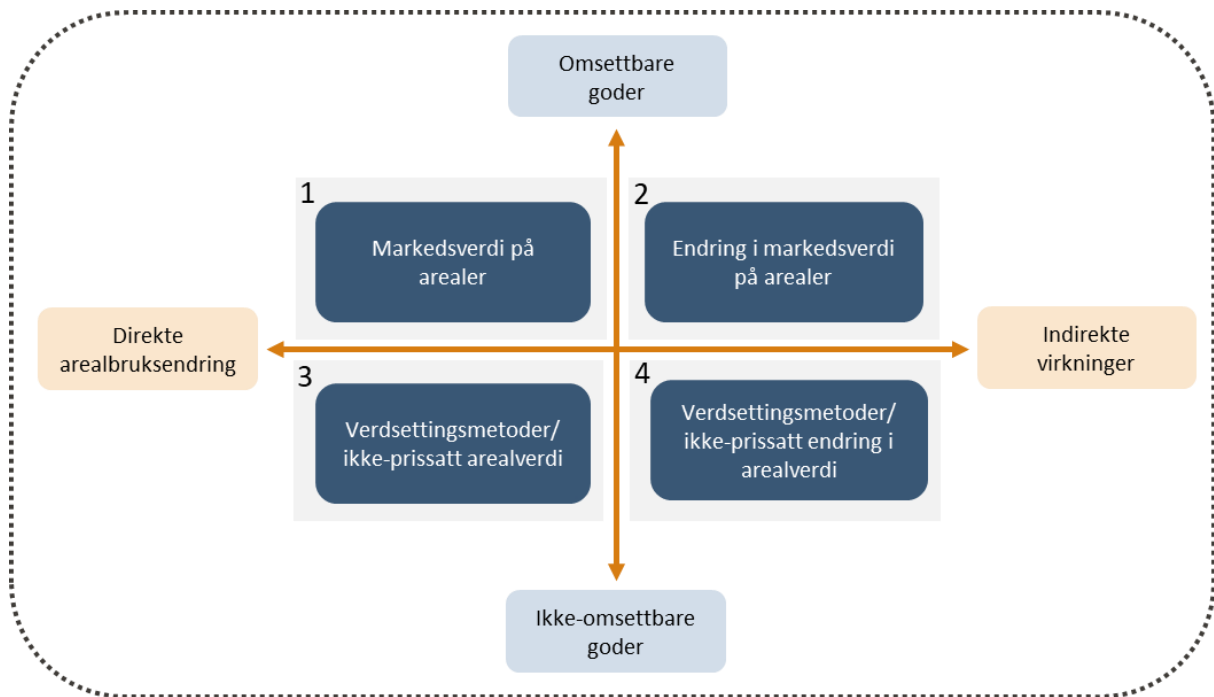 Omsettbare
goder
1
2
Markedsverdi på
arealer
Endring i markedsverdi
på arealer
Direkte
arealbruksendring
Indirekte
virkninger
3
4
Verdsettingsmetoder/
ikke-prissatt arealverdi
Verdsettingsmetoder/
ikke-prissatt endring i
arealverdi
Ikke-omsettbare
goder